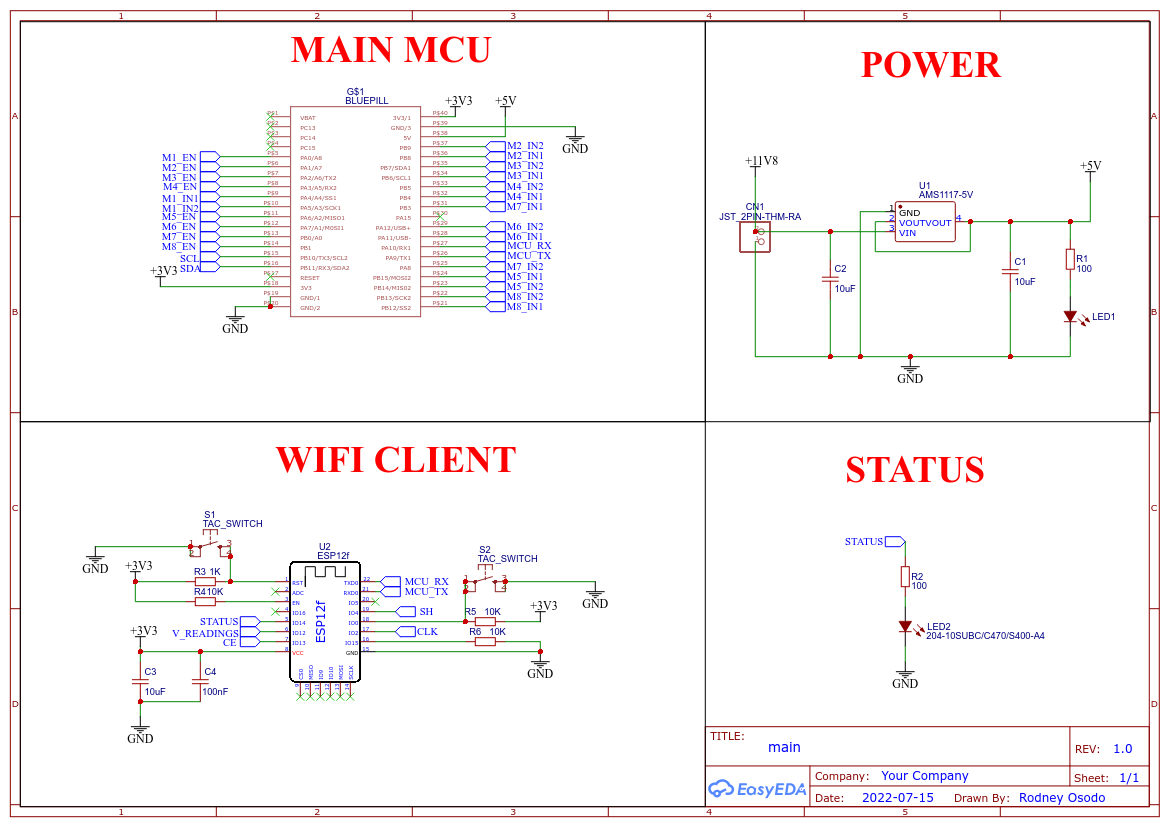 1 2 3 4 5
A
B
C
D
A
B
C
D
MAIN MCU
G$1
BLUEPILL
+3V3
+5V
GND
P$1 VBAT
P$2 PC13
P$3 PC14
P$4 PC15
M1_EN P$5 PA0/A8
M2_EN P$6 PA1/A7
M3_EN P$7 PA2/A6/TX2
M4_EN P$8 PA3/A5/RX2
M1_IN1 P$9 PA4/A4/SS1
M1_IN2 P$10 PA5/A3/SCK1
M5_EN P$11 PA6/A2/MISO1
M6_EN P$12 PA7/A1/MOSI1
M7_EN P$13 PB0/A0
M8_EN P$14 PB1
SCL P$15 PB10/TX3/SCL2
SDA P$16 PB11/RX3/SDA2
P$17 RESET
+3V3 P$18 3V3
P$19 GND/1
P$20 GND/2
GND
3V3/1 P$40
GND/3 P$39
5V P$38
PB9 P$37 M2_IN2
PB8 P$36 M2_IN1
PB7/SDA1 P$35 M3_IN2
PB6/SCL1 P$34 M3_IN1
PB5 P$33 M4_IN2
PB4 P$32 M4_IN1
PB3 P$31 M7_IN1
PA15 P$30
PA12/USB+ P$29 M6_IN2
PA11/USB- P$28 M6_IN1
PA10/RX1 P$27 MCU_RX
PA9/TX1 P$26 MCU_TX
PA8 P$25 M7_IN2
PB15/MOSI2 P$24 M5_IN1
PB14/MISO2 P$23 M5_IN2
PB13/SCK2 P$22 M8_IN2
PB12/SS2 P$21 M8_IN1
POWER
+11V8
CN1
JST_2PIN-THM-RA
U1
AMS1117-5V
1 GND
2 VOUT VOUT 4
3 VIN
+5V
C2
10uF
C1
10uF
R1
100
LED1
GND
WIFI CLIENT
S1
TAC_SWITCH
1 3
2 4
GND
+3V3
R3 1K
R4 10K
U2
ESP12f
ESP12f
1 RST
2 ADC
3 EN
4 IO16
STATUS 5 IO14
V_READINGS 6 IO12
CE 7 IO13
8 VCC
+3V3
C3
10uF
C4
100nF
GND
9 CS0
10 MISO
11 IO9
12 IO10
13 MOSI
14 SCLK
TXD0 22 MCU_RX
RXD0 21 MCU_TX
IO5 20
IO4 19 SH
IO0 18
IO2 17 CLK
IO15 16
GND 15
S2
TAC_SWITCH
1 3
2 4
GND
R5 10K
+3V3
R6 10K
GND
STATUS
STATUS
R2
100
LED2
204-10SUBC/C470/S400-A4
GND
TITLE:
main
REV: 1.0
EasyEDA
Company: Your Company
Sheet: 1/1
Date: 2022-07-15 Drawn By: Rodney Osodo
1 2 3 4 5